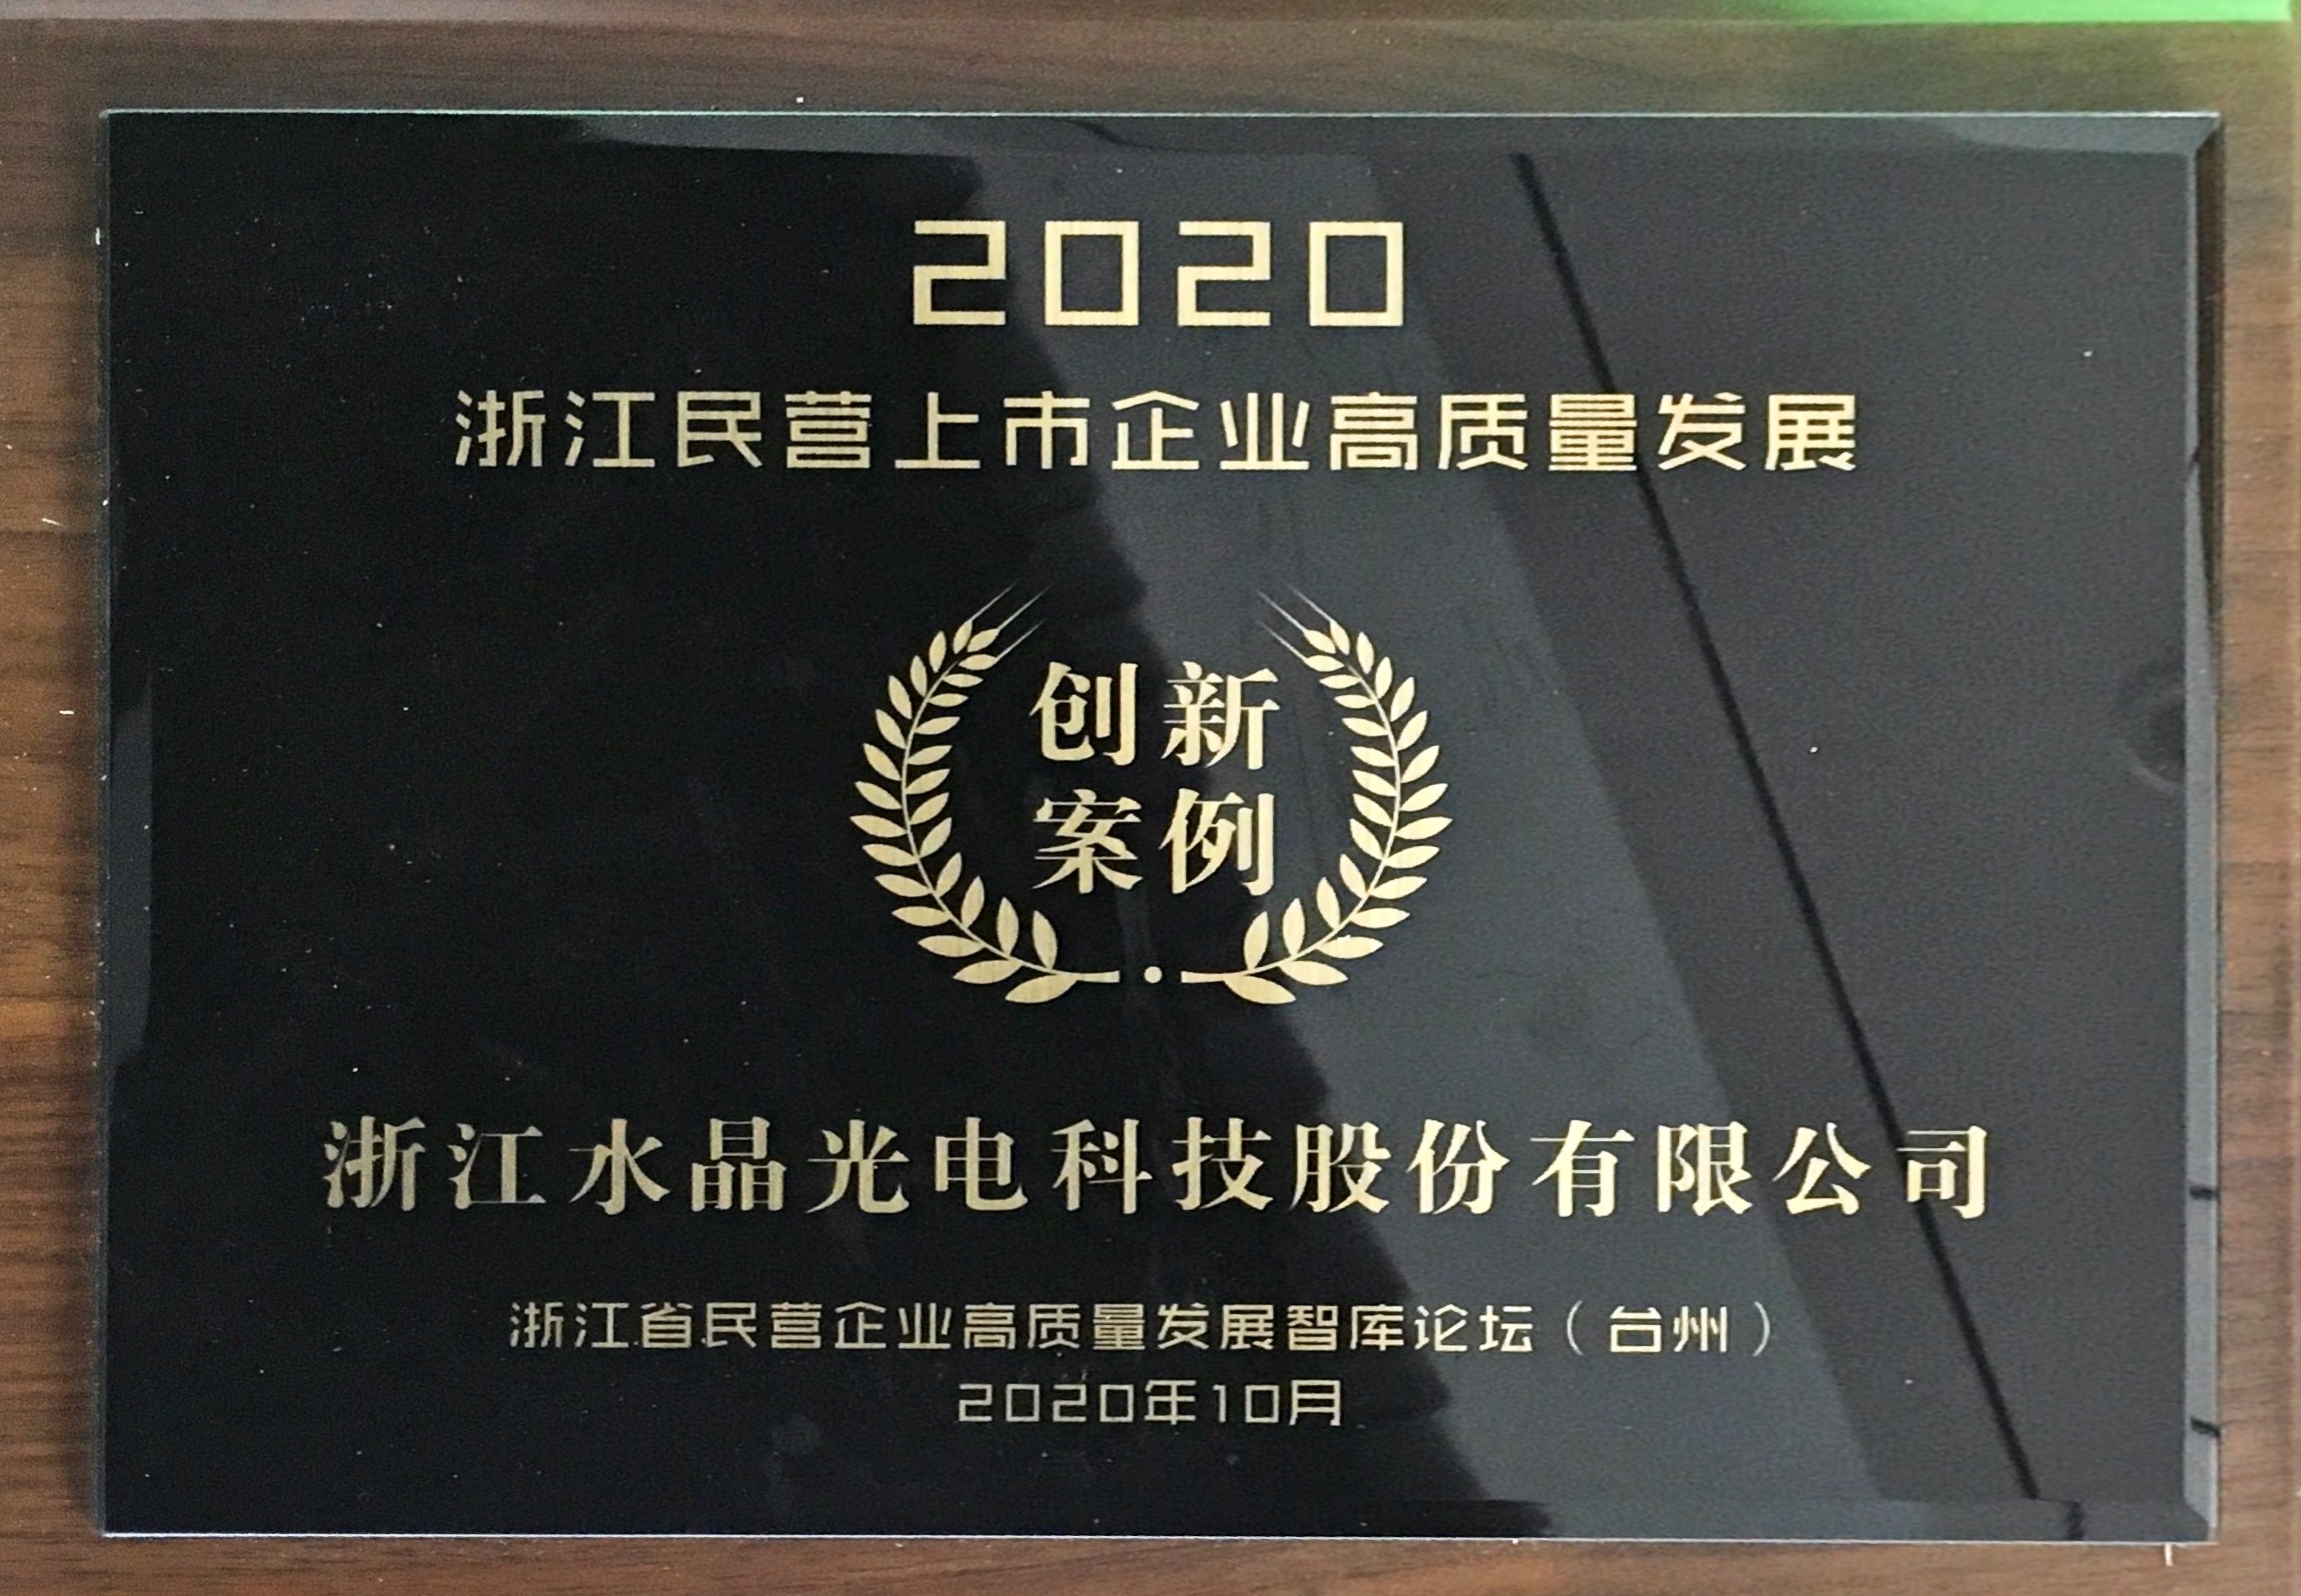 2020
浙江民营上市企业高质量发展
创新
案例
浙江水晶光电科技股份有限公司
浙江省民营企业高质量发展智库论坛（台州）
2020年10月